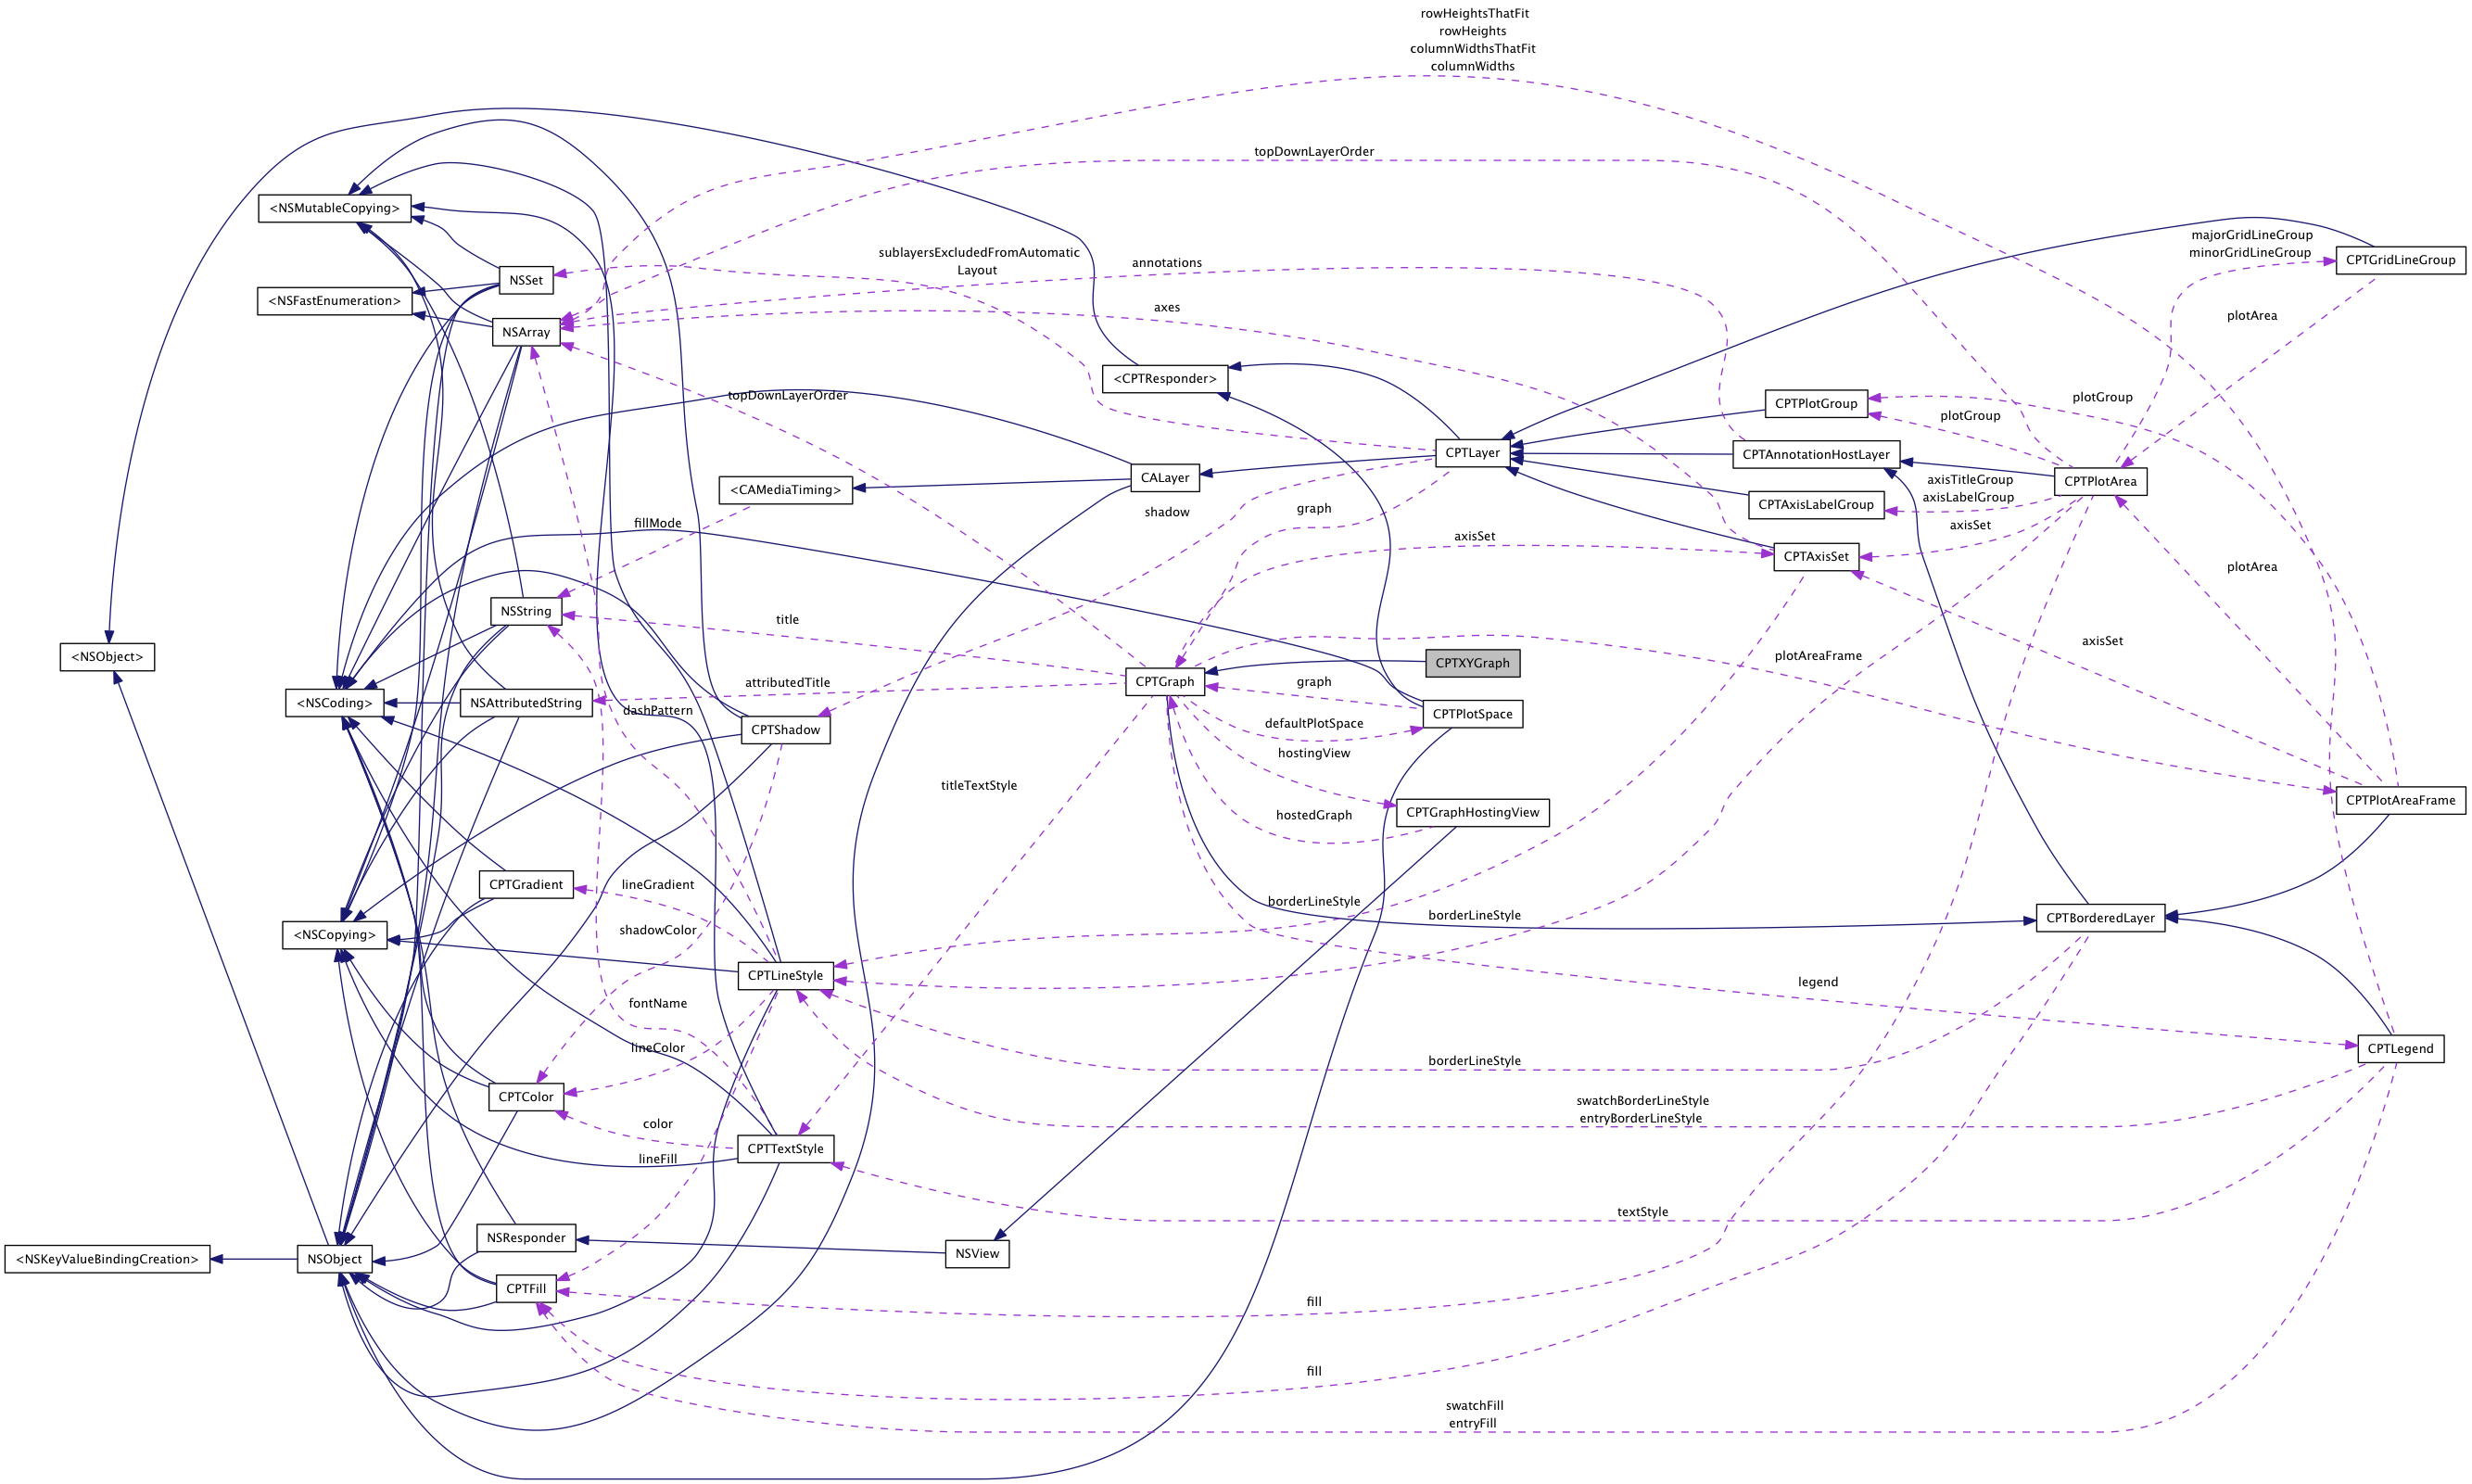 rowHeightsThatFit
rowHeights
columnWidthsThatFit
columnWidths
topDownLayerOrder
<NSMutableCopying>
majorGridLineGroup
minorGridLineGroup
sublayersExcludedFromAutomatic
Layout
annotations
CPTGridLineGroup
NSSet
<NSFastEnumeration>
axes
plotArea
NSArray
<CPTResponder>
topDownLayerOrder
CPTPlotGroup
plotGroup
plotGroup
CPTLayer
CPTAnnotationHostLayer
CALayer
axisTitleGroup
axisLabelGroup
CPTPlotArea
<CAMediaTiming>
CPTAxisLabelGroup
fillMode
shadow
graph
axisSet
axisSet
CPTAxisSet
plotArea
NSString
title
axisSet
<NSObject>
plotAreaFrame
CPTXYGraph
CPTGraph
graph
attributedTitle
<NSCoding>
NSAttributedString
dashPattern
CPTShadow
CPTPlotSpace
defaultPlotSpace
hostingView
titleTextStyle
CPTPlotAreaFrame
CPTGraphHostingView
hostedGraph
CPTGradient
lineGradient
borderLineStyle
borderLineStyle
CPTBorderedLayer
<NSCopying>
shadowColor
CPTLineStyle
legend
fontName
lineColor
CPTLegend
borderLineStyle
CPTColor
color
swatchBorderLineStyle
entryBorderLineStyle
CPTTextStyle
lineFill
textStyle
NSResponder
NSView
<NSKeyValueBindingCreation>
NSObject
CPTFill
fill
fill
swatchFill
entryFill